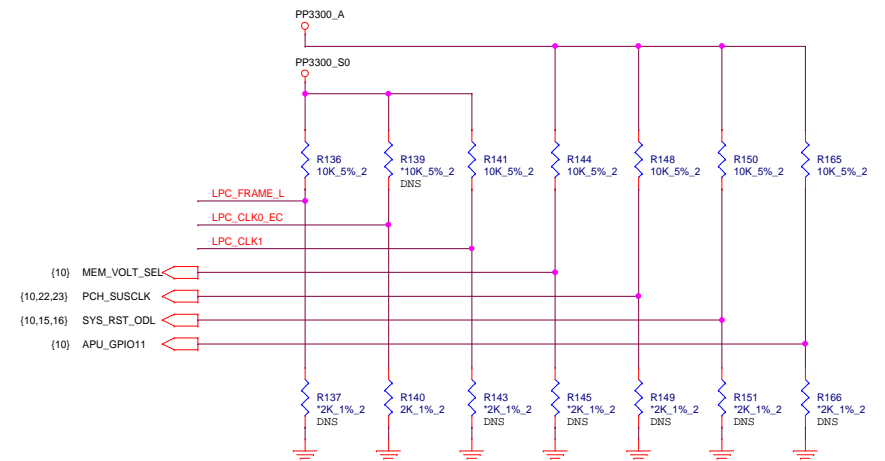 PP3300_A
PP3300_S0
R136
10K_5%_2
R139
*10K_5%_2
DNS
R141
10K_5%_2
R144
10K_5%_2
R148
10K_5%_2
R150
10K_5%_2
R165
10K_5%_2
LPC_FRAME_L
LPC_CLK0_EC
LPC_CLK1
{10} MEM_VOLT_SEL
{10,22,23} PCH_SUSCLK
{10,15,16} SYS_RST_ODL
{10} APU_GPIO11
R137
*2K_1%_2
DNS
R140
2K_1%_2
R143
*2K_1%_2
DNS
R145
*2K_1%_2
DNS
R149
*2K_1%_2
DNS
R151
*2K_1%_2
DNS
R166
*2K_1%_2
DNS